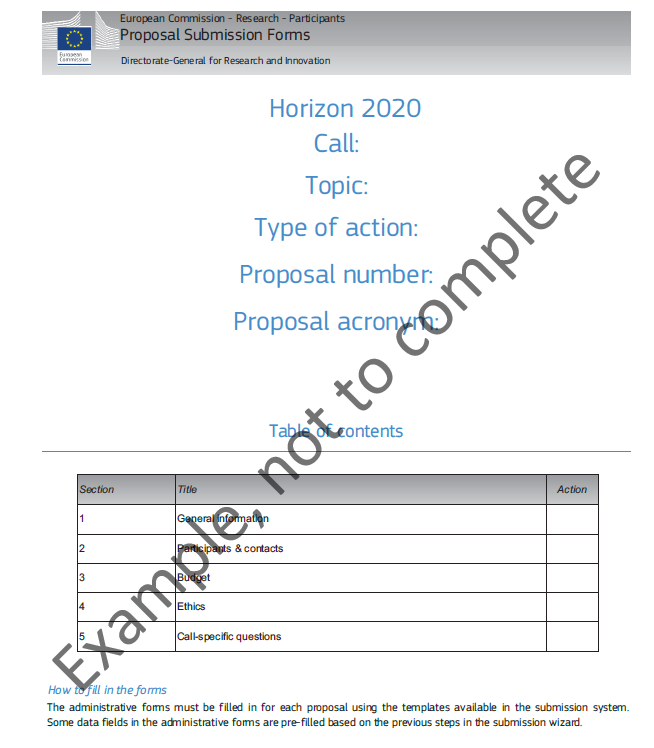 European Commission - Research - Participants
Proposal Submission Forms
European
Commission
Directorate-General for Research and Innovation
Horizon 2020
Call:
Topic:
Type of action:
Proposal number:
Proposal acronym:
Example, not to complete
Table of contents
Section Title Action
1 General information
2 Participants & contacts
3 Budget
4 Ethics
5 Call-specific questions
How to fill in the forms
The administrative forms must be filled in for each proposal using the templates available in the submission system.
Some data fields in the administrative forms are pre-filled based on the previous steps in the submission wizard.